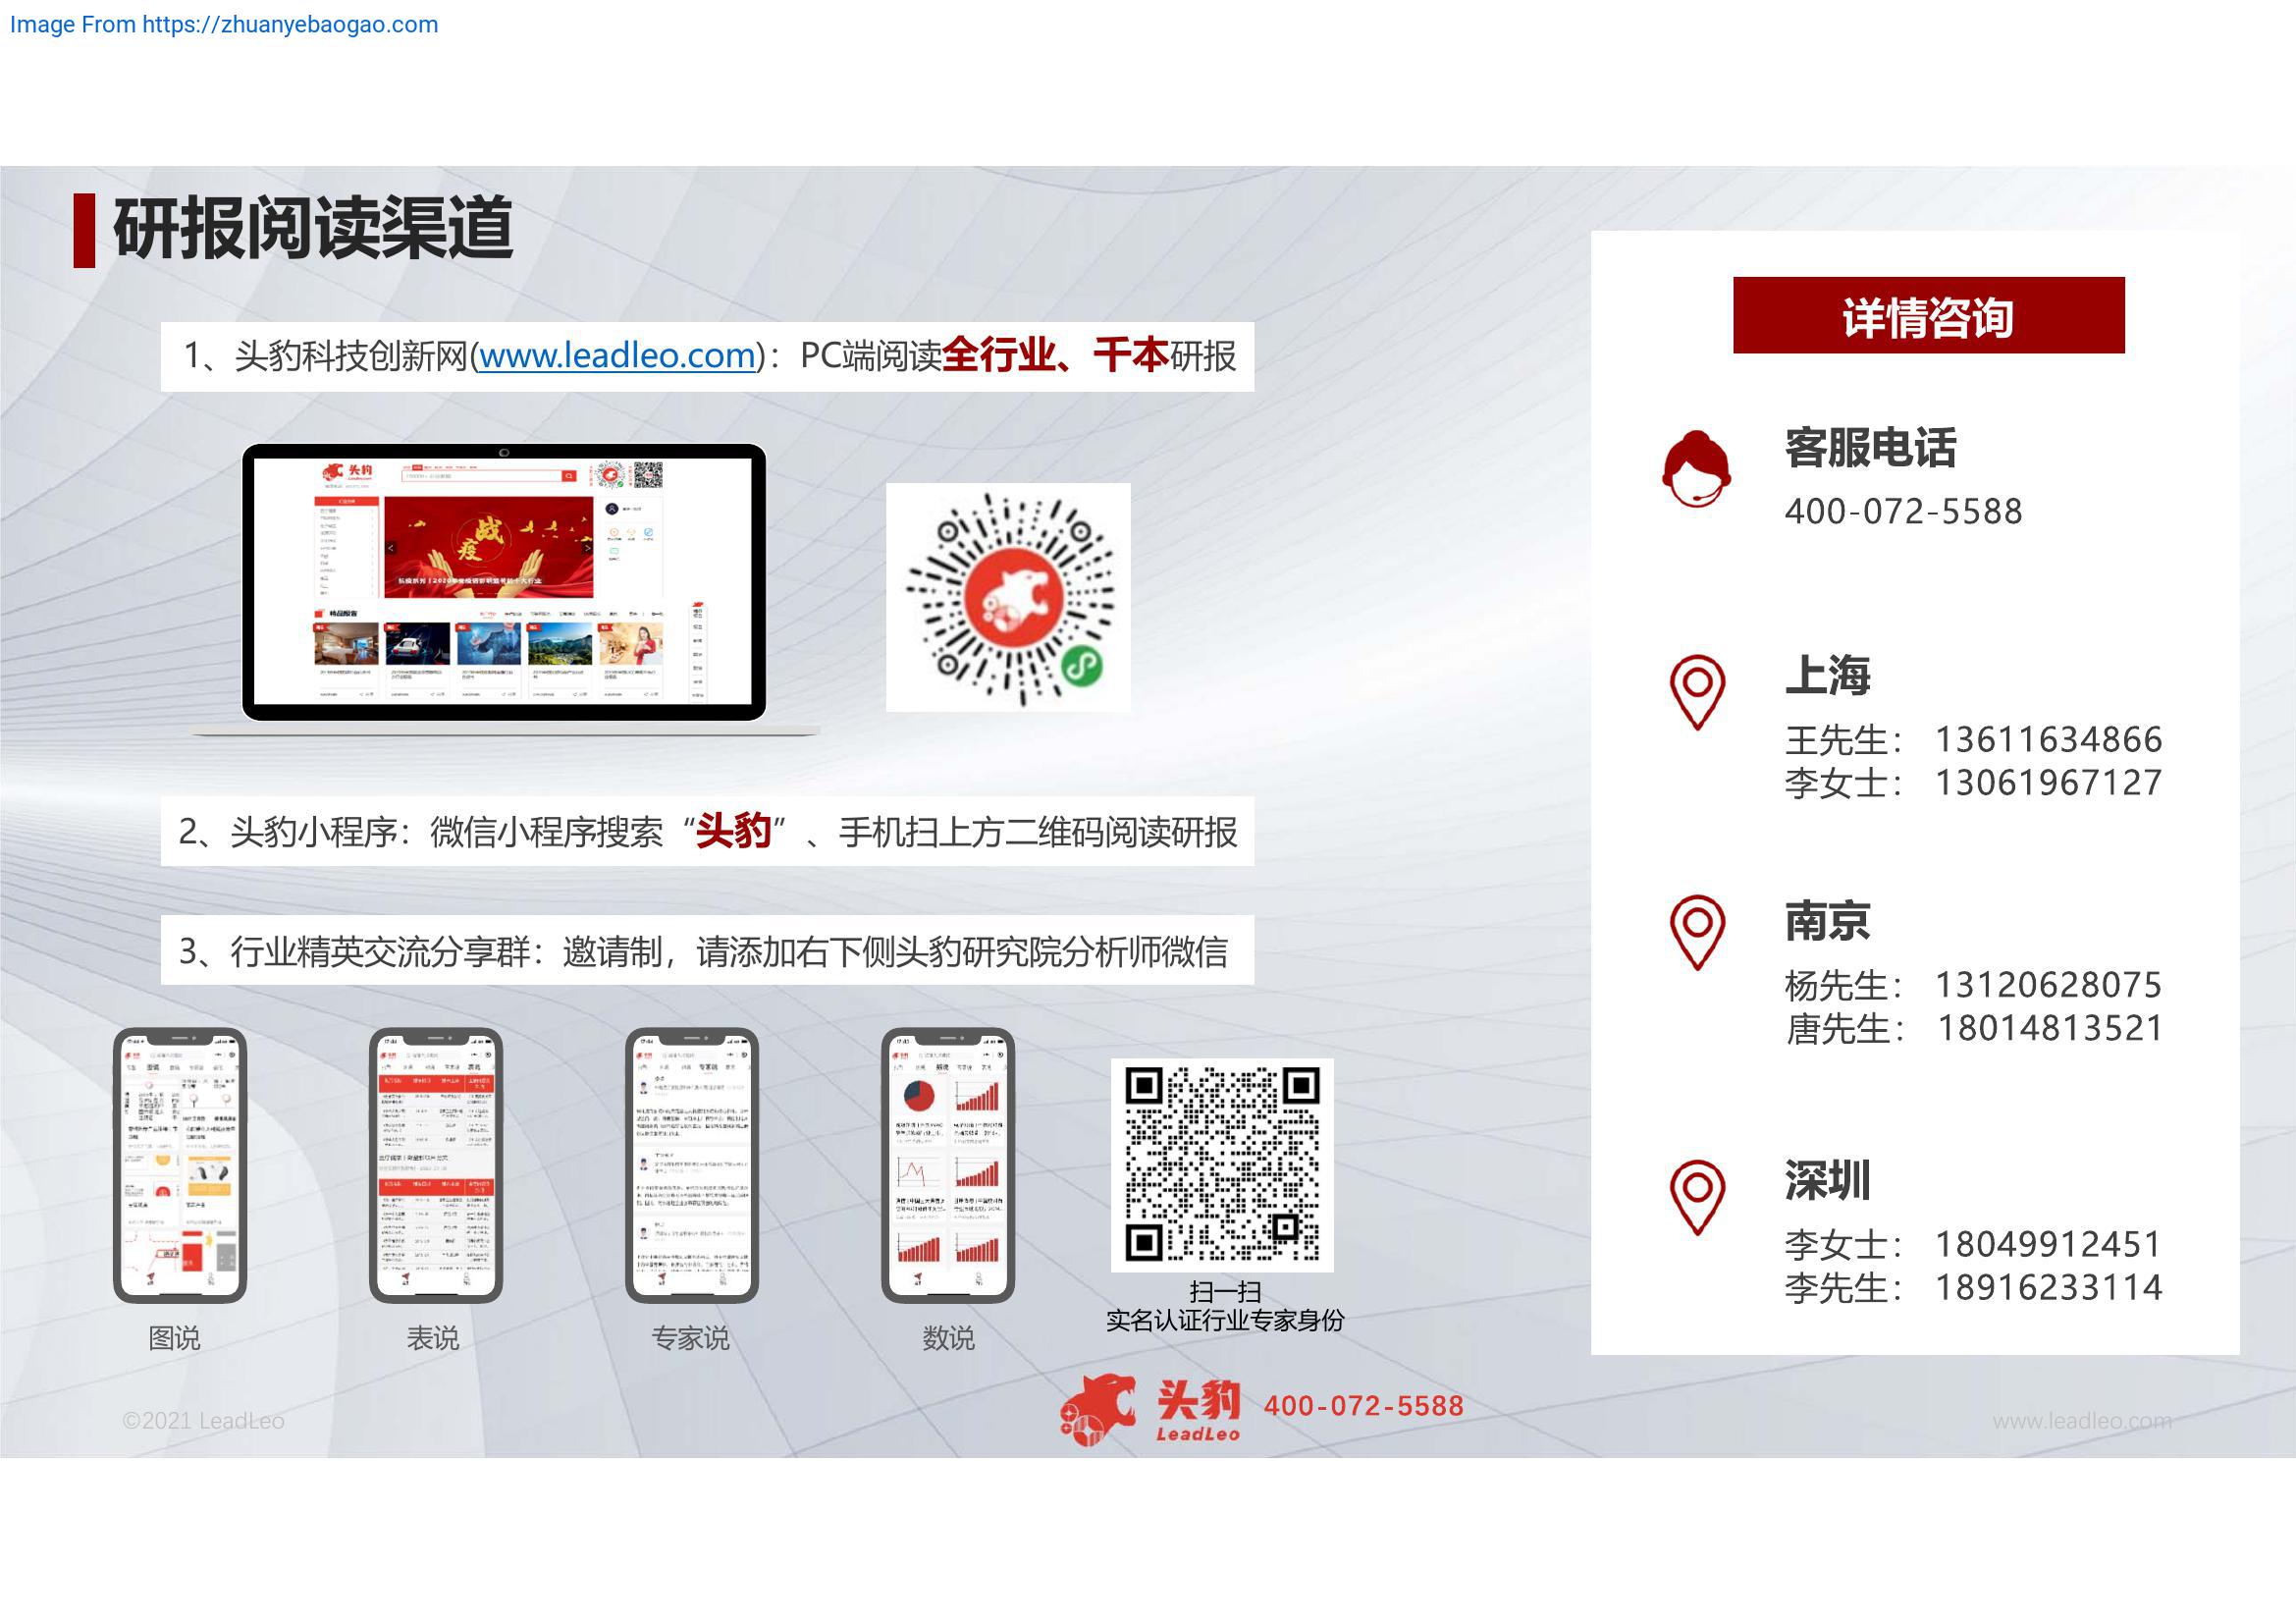 Image From https://zhuanyebaogao.com
研报阅读渠道
1、头豹科技创新网(www.leadleo.com)：PC端阅读全行业、千本研报
头豹
战
疫
精品报告
2、头豹小程序：微信小程序搜索“头豹”、手机扫上方二维码阅读研报
3、行业精英交流分享群：邀请制，请添加右下侧头豹研究院分析师微信
图说
表说
专家说
数说
扫一扫
实名认证行业专家身份
详情咨询
客服电话
400-072-5588
上海
王先生： 13611634866
李女士： 13061967127
南京
杨先生： 13120628075
唐先生： 18014813521
深圳
李女士： 18049912451
李先生： 18916233114
©2021 LeadLeo
头豹 400-072-5588
LeadLeo
www.leadleo.com